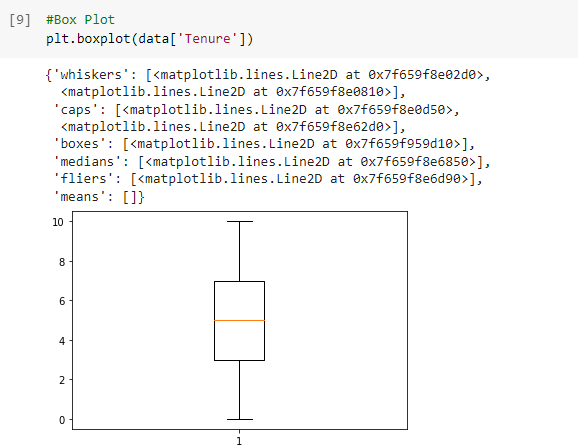 [9] #Box Plot
plt.boxplot(data['Tenure'])
{'whiskers': [<matplotlib.lines.Line2D at 0x7f659f8e02d0>,
<matplotlib.lines.Line2D at 0x7f659f8e0810>],
'caps': [<matplotlib.lines.Line2D at 0x7f659f8e0d50>,
<matplotlib.lines.Line2D at 0x7f659f8e62d0>],
'boxes': [<matplotlib.lines.Line2D at 0x7f659f959d10>],
'medians': [<matplotlib.lines.Line2D at 0x7f659f8e6850>],
'fliers': [<matplotlib.lines.Line2D at 0x7f659f8e6d90>],
'means': []}
10
8
6
4
2
0
1